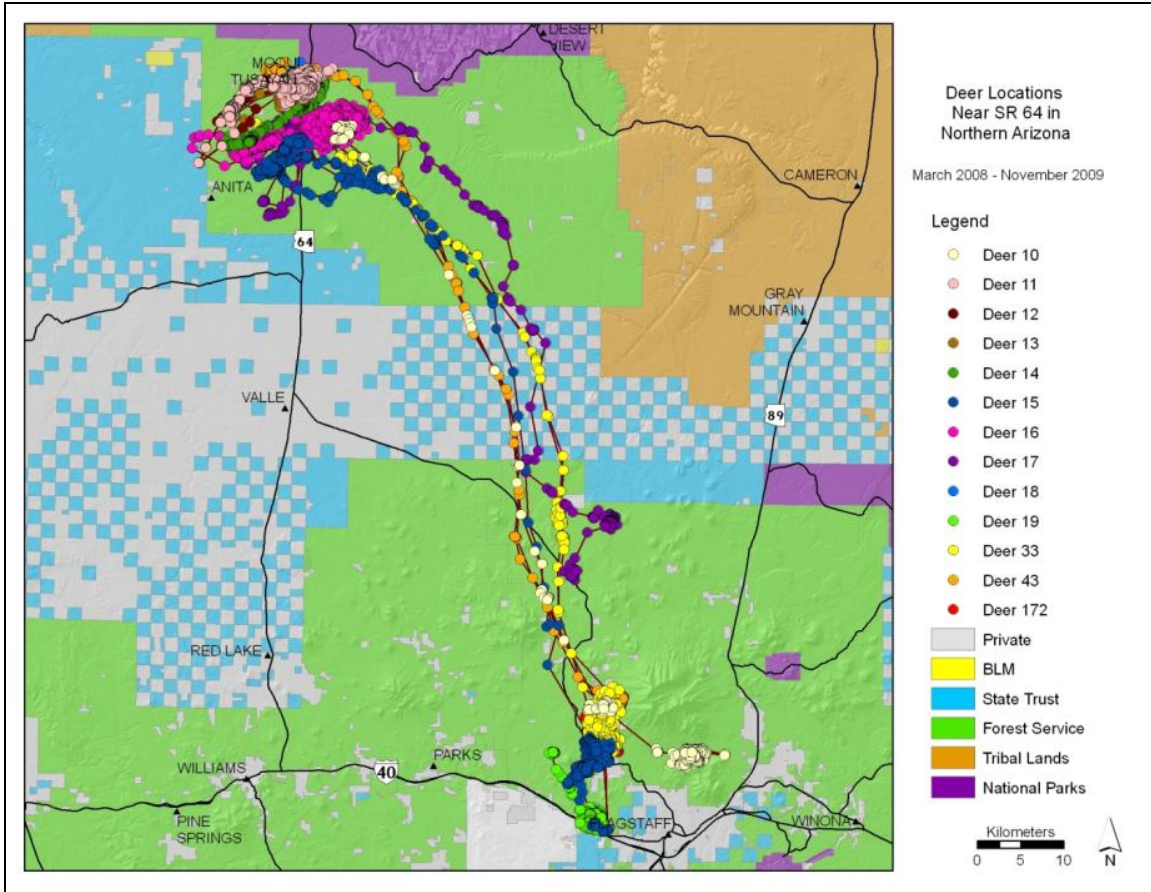 DESERT
VIEW
MOQUI
TUSAYAN
ANITA
CAMERON
64
GRAY
MOUNTAIN
VALLE
89
RED LAKE
PARKS
WILLIAMS
40
PINE
SPRINGS
FLAGSTAFF
WINONA
Deer Locations
Near SR 64 in
Northern Arizona
March 2008 - November 2009
Legend
Deer 10
Deer 11
Deer 12
Deer 13
Deer 14
Deer 15
Deer 16
Deer 17
Deer 18
Deer 19
Deer 33
Deer 43
Deer 172
Private
BLM
State Trust
Forest Service
Tribal Lands
National Parks
Kilometers
0 5 10
N